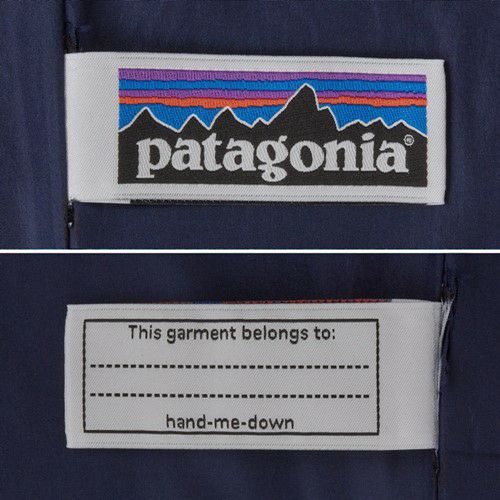 patagonia®
This garment belongs to:
hand-me-down